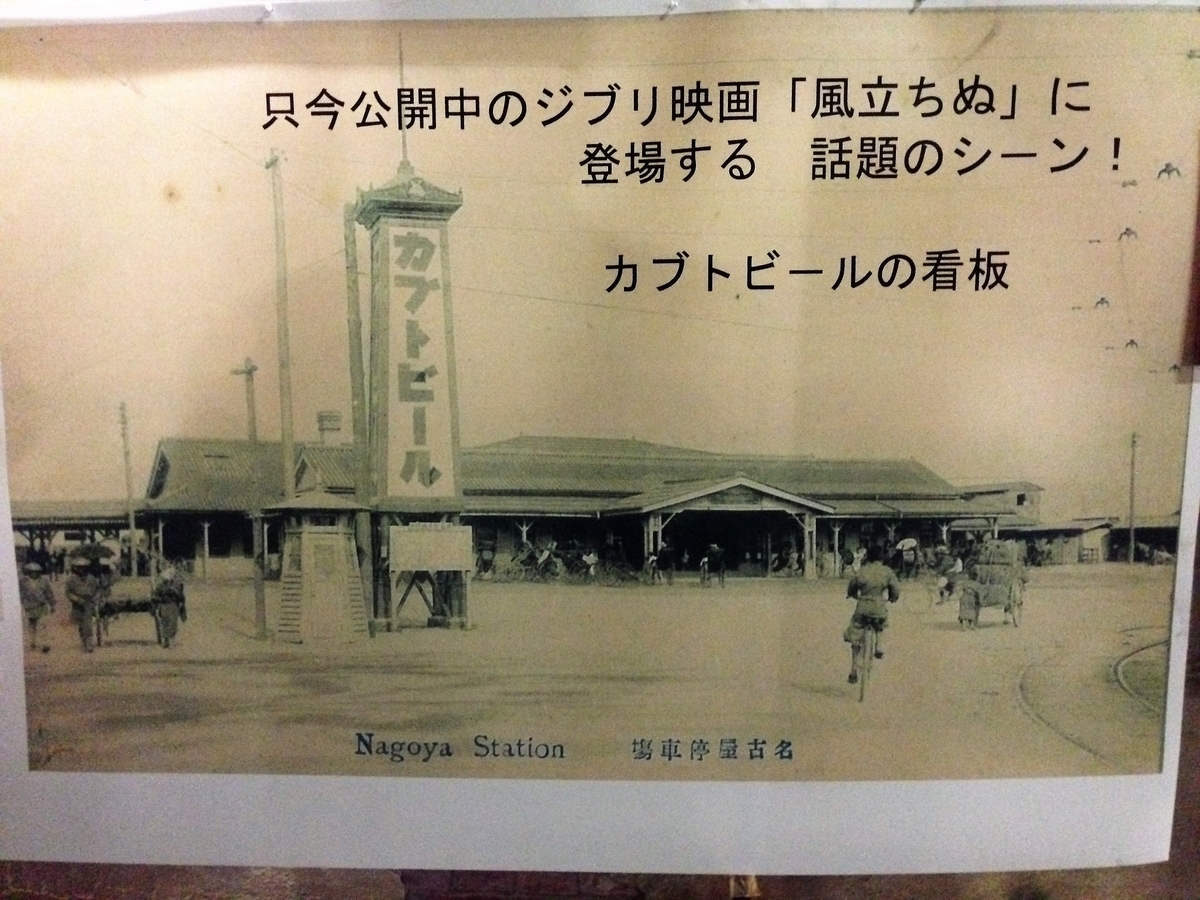 只今公開中のジブリ映画「風立ちぬ」に
登場する　話題のシーン！
カブトビールの看板
カブトビール
Nagoya Station 塲車停屋古名